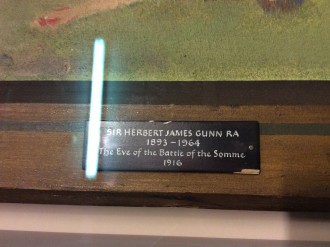 SIR HERBERT JAMES GUNN RA
1893-1964
The Eve of the Battle of the Somme
1916